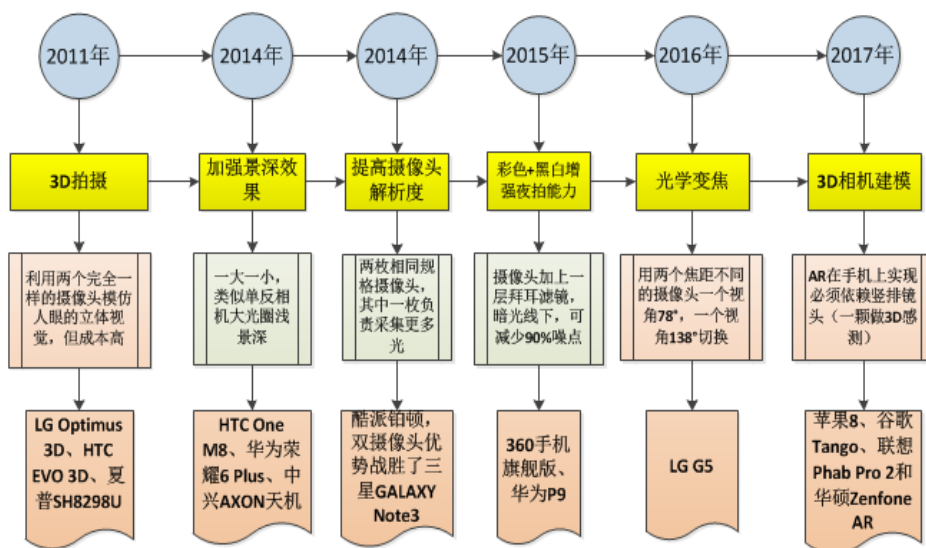 2011年
2014年
2014年
2015年
2016年
2017年
3D拍摄
加强景深效
果
提高摄像头
解析度
彩色+黑白增
强夜拍能力
光学变焦
3D相机建模
利用两个完全一
样的摄像头模仿
人眼的立体视
觉，但成本高
一大一小，
类似单反相
机大光圈浅
景深
两枚相同规
格摄像头，
其中一枚负
责采集更多
光
摄像头加上一
层拜耳滤镜，
暗光线下，可
减少90%噪点
用两个焦距不同
的摄像头一个视
角78°，一个视
角138°切换
AR在手机上实现
必须依赖竖排镜
头（一颗做3D感
测）
LG Optimus
3D、HTC
EVO 3D、夏
普SH8298U
HTC One
M8、华为荣
耀6 Plus、中
兴AXON天机
酷派铂顿，
双摄像头优
势战胜了三
星GALAXY
Note3
360手机
旗舰版、
华为P9
LG G5
苹果8、谷歌
Tango、联想
Phab Pro 2和
华硕Zenfone
AR